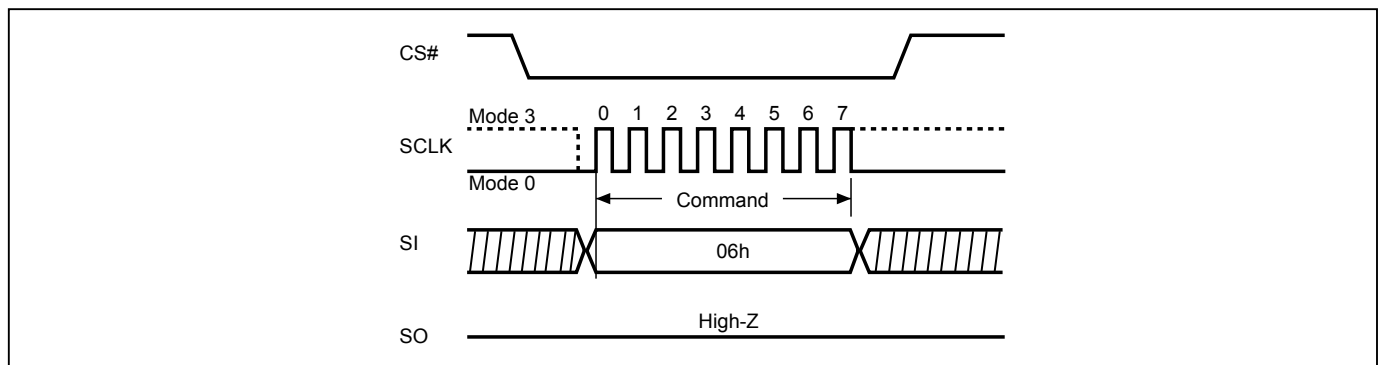 CS#
Mode 3
0 1 2 3 4 5 6 7
SCLK
Mode 0
Command
SI
06h
High-Z
SO